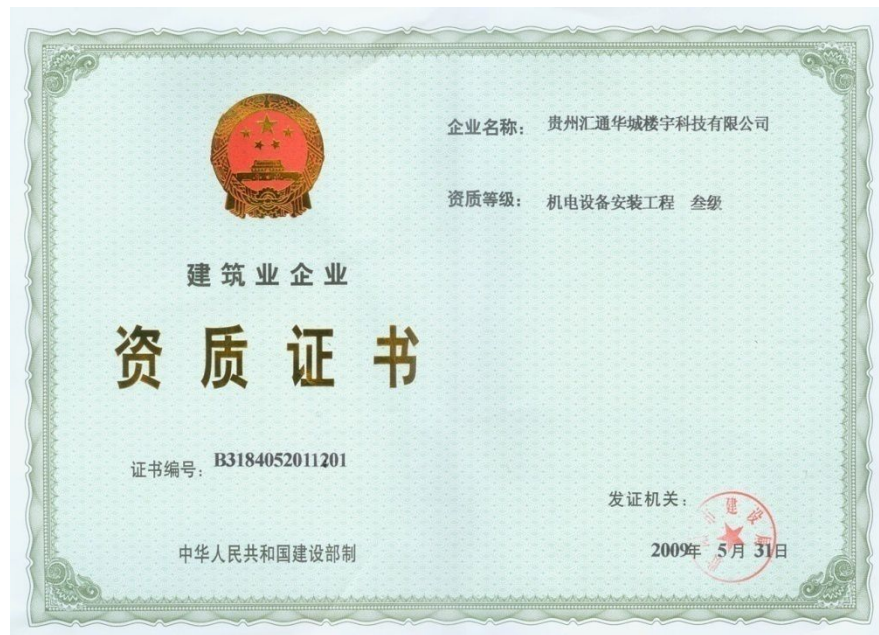 建筑业企业
资质证书
证书编号：B3184052011201
中华人民共和国建设部制
企业名称：贵州汇通华城楼宇科技有限公司
资质等级：机电设备安装工程 叁级
发证机关：
建设局
2009年 5月 31日